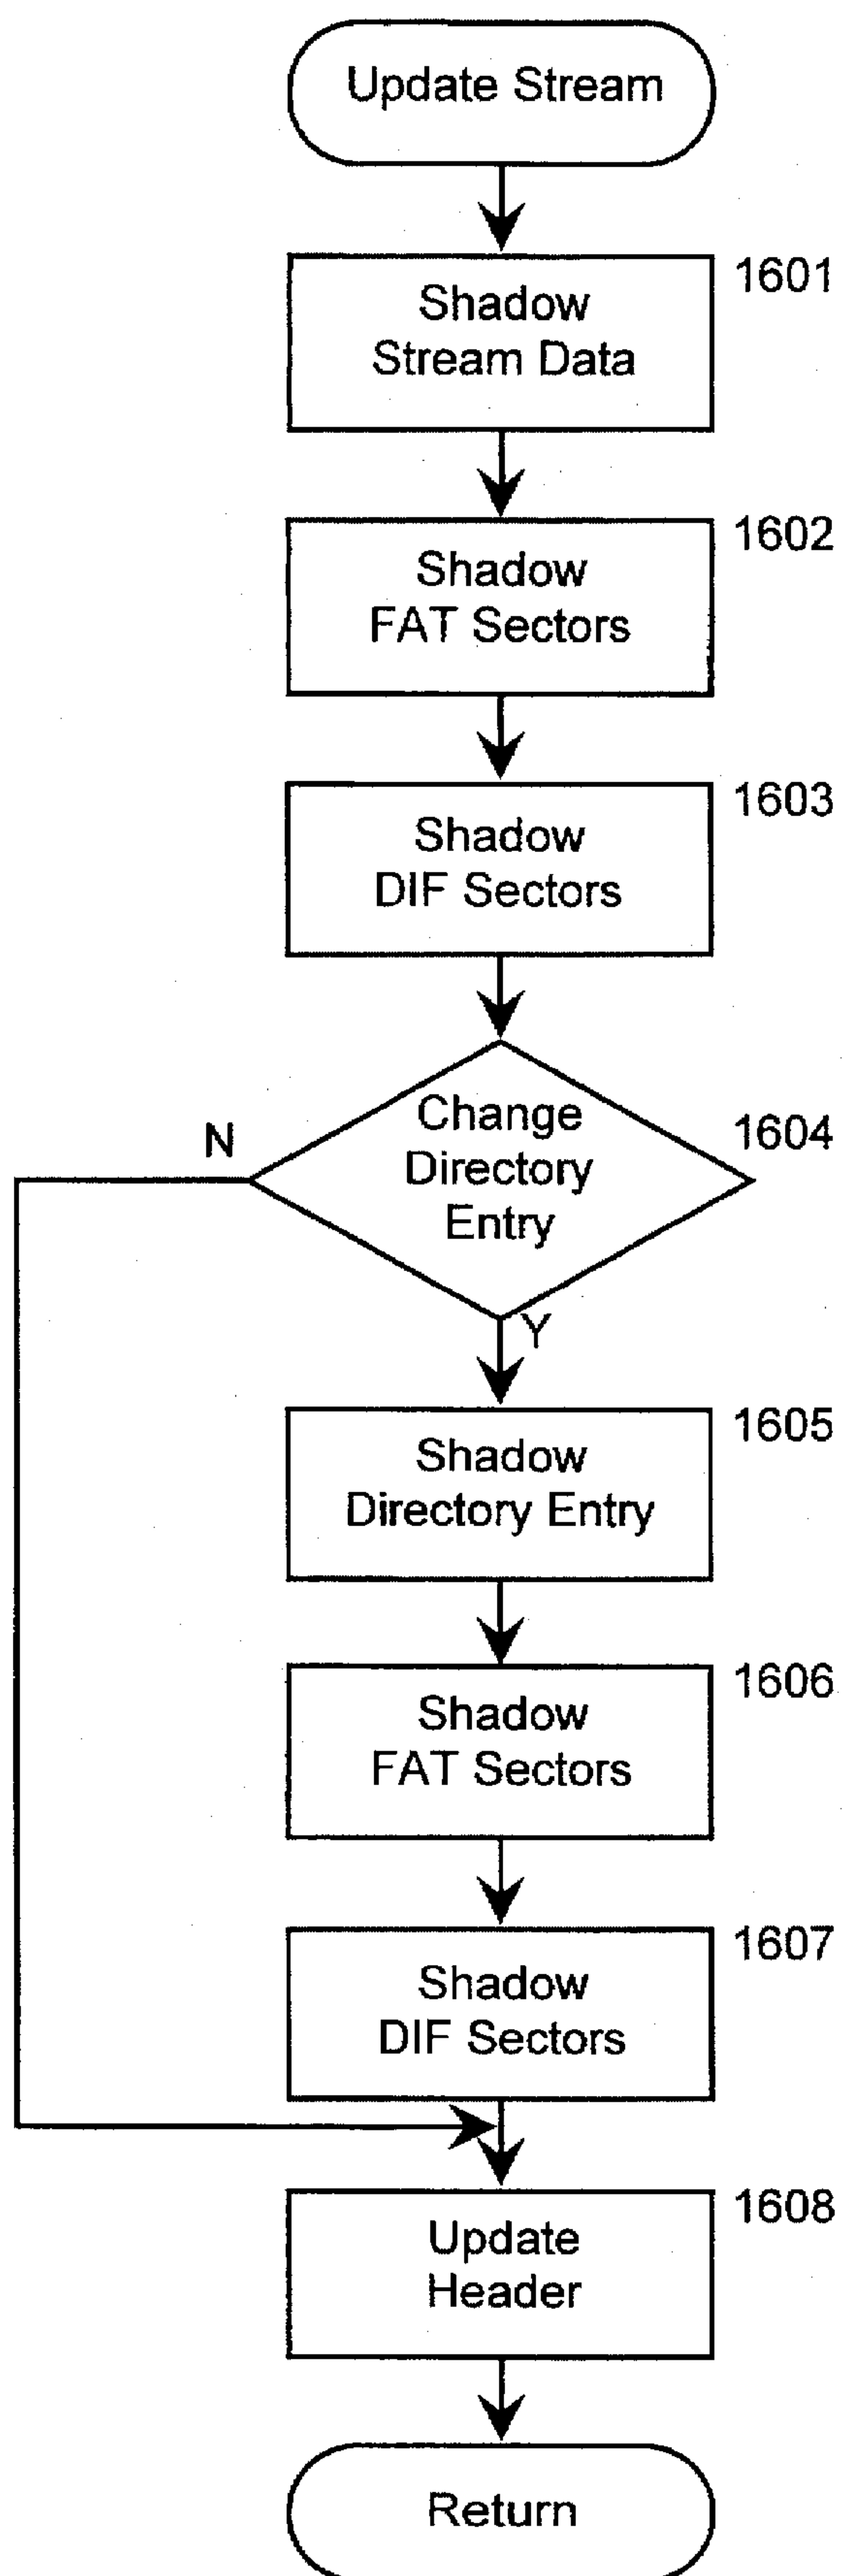 Update Stream
1601
Shadow
Stream Data
1602
Shadow
FAT Sectors
1603
Shadow
DIF Sectors
N
1604
Change
Directory
Entry
Y
1605
Shadow
Directory Entry
1606
Shadow
FAT Sectors
1607
Shadow
DIF Sectors
1608
Update
Header
Return